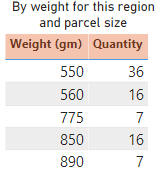 By weight for this region
and parcel size
Weight (gm) Quantity
550 36
560 16
775 7
850 16
890 7